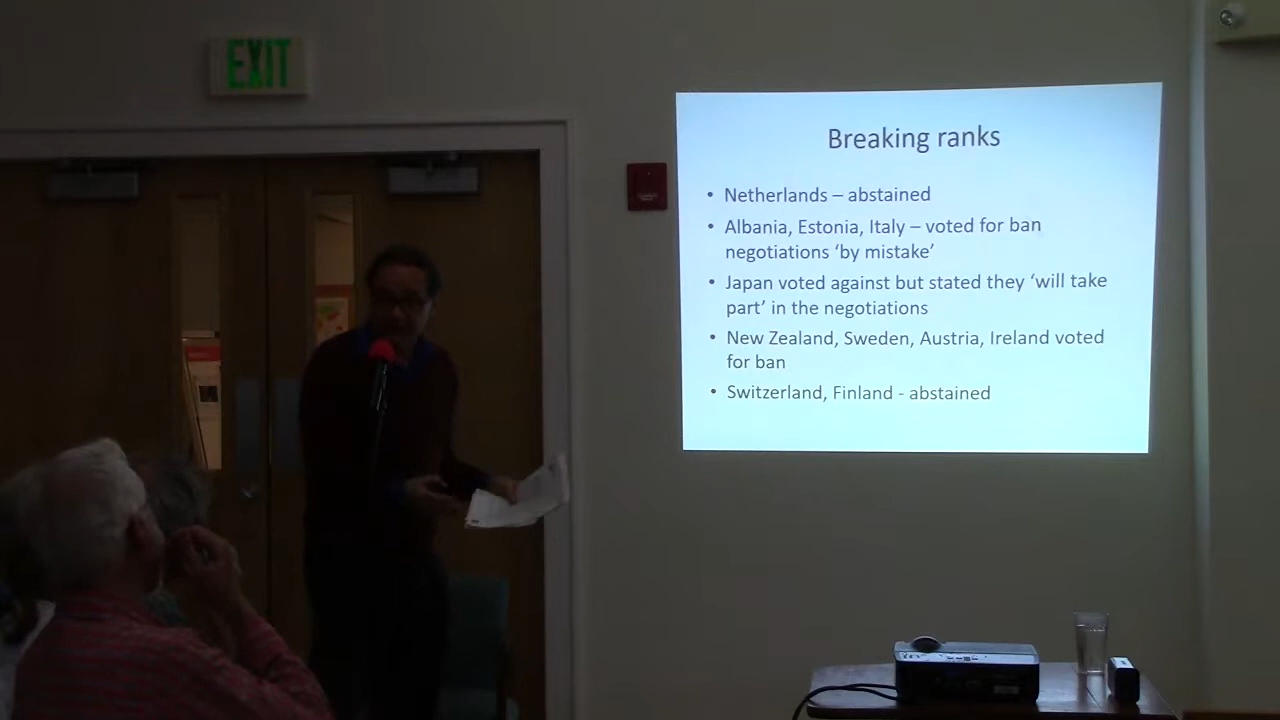 EXIT
Breaking ranks
• Netherlands – abstained
• Albania, Estonia, Italy – voted for ban
negotiations ‘by mistake’
• Japan voted against but stated they ‘will take
part’ in the negotiations
• New Zealand, Sweden, Austria, Ireland voted
for ban
• Switzerland, Finland - abstained